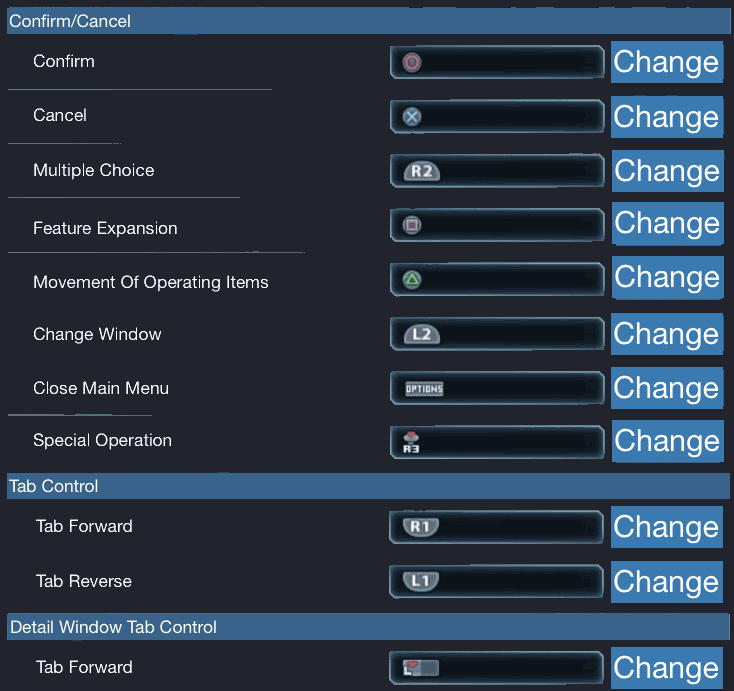 Confirm/Cancel
Confirm Change
Cancel Change
Multiple Choice R2 Change
Feature Expansion Change
Movement Of Operating Items Change
Change Window L2 Change
Close Main Menu OPTIONS Change
Special Operation R3 Change
Tab Control
Tab Forward R1 Change
Tab Reverse L1 Change
Detail Window Tab Control
Tab Forward L Change